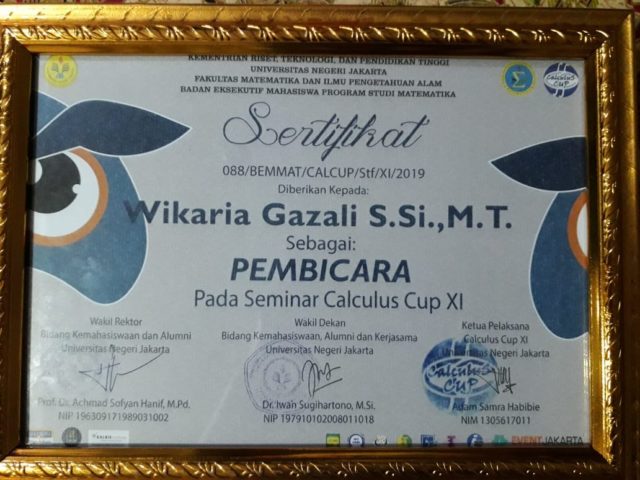 KEMENTRIAN RISET, TEKNOLOGI, DAN PENDIDIKAN TINGGI
UNIVERSITAS NEGERI JAKARTA
FAKULTAS MATEMATIKA DAN ILMU PENGETAHUAN ALAM
BADAN EKSEKUTIF MAHASISWA PROGRAM STUDI MATEMATIKA
Calculus Cup
Sertifikat
088/BEMMAT/CALCUP/Stf/XI/2019
Diberikan Kepada:
Wikaria Gazali S.Si.,M.T.
Sebagai:
PEMBICARA
Pada Seminar Calculus Cup XI
Wakil Rektor
Bidang Kemahasiswaan dan Alumni
Universitas Negeri Jakarta
Prof. Dr. Achmad Sofyan Hanif, M.Pd.
NIP 196309171989031002
Wakil Dekan
Bidang Kemahasiswaan, Alumni dan Kerjasama
Universitas Negeri Jakarta
Dr. Iwan Sugihartono, M.Si.
NIP 197910102008011018
Ketua Pelaksana
Calculus Cup XI
Universitas Negeri Jakarta
Calculus Cup
Adam Samra Habibie
NIM 1305617011
EVENT JAKARTA